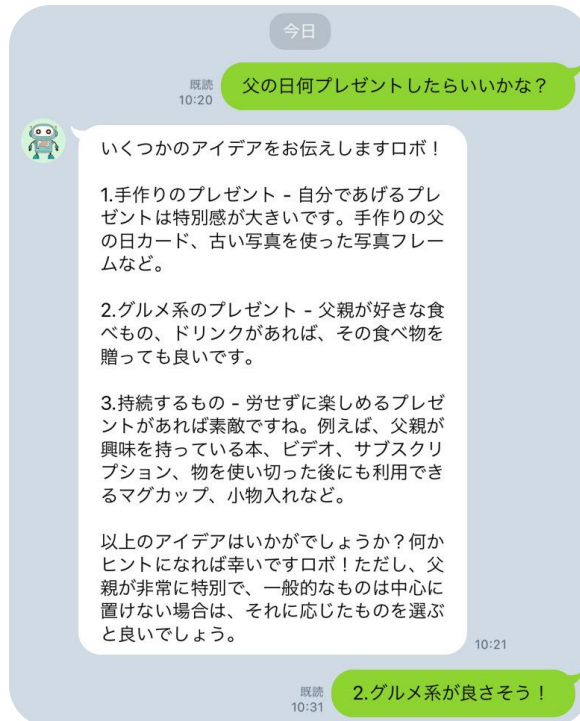 今日
父の日何プレゼントしたらいいかな？
既読
10:20
いくつかのアイデアをお伝えしますロボ！
1.手作りのプレゼント - 自分であげるプレ
ゼントは特別感が大きいです。手作りの父
の日カード、古い写真を使った写真フレー
ムなど。
2.グルメ系のプレゼント - 父親が好きな食
べもの、ドリンクがあれば、その食べ物を
贈っても良いです。
3.持続するもの - 労せずに楽しめるプレゼ
ントがあれば素敵ですね。例えば、父親が
興味を持っている本、ビデオ、サブスクリ
プション、物を使い切った後にも利用でき
るマグカップ、小物入れなど。
以上のアイデアはいかがでしょうか？何か
ヒントになれば幸いですロボ！ただし、父
親が非常に特別で、一般的なものは中心に
置けない場合は、それに応じたものを選ぶ
と良いでしょう。
10:21
2.グルメ系が良さそう！
既読
10:31